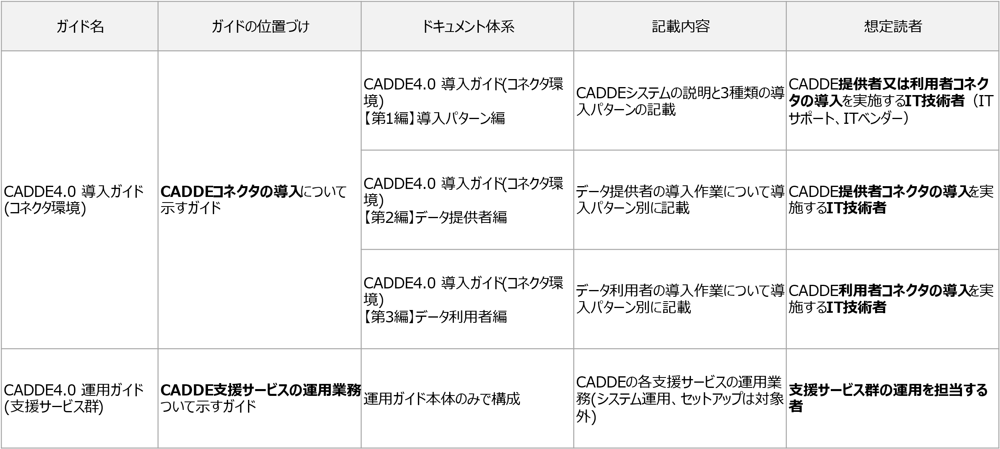 ガイド名
ガイドの位置づけ
ドキュメント体系
記載内容
想定読者
CADDE4.0 導入ガイド
(コネクタ環境)
CADDEコネクタの導入について
示すガイド
CADDE4.0 導入ガイド(コネクタ環
境)
【第1編】導入パターン編
CADDEシステムの説明と3種類の導
入パターンの記載
CADDE提供者又は利用者コネク
タの導入を実施するIT技術者（IT
サポート、ITベンダー）
CADDE4.0 導入ガイド(コネクタ環
境)
【第2編】データ提供者編
データ提供者の導入作業について導
入パターン別に記載
CADDE提供者コネクタの導入を実
施するIT技術者
CADDE4.0 導入ガイド(コネクタ環
境)
【第3編】データ利用者編
データ利用者の導入作業について導
入パターン別に記載
CADDE利用者コネクタの導入を実
施するIT技術者
CADDE4.0 運用ガイド
(支援サービス群)
CADDE支援サービスの運用業務
ついて示すガイド
運用ガイド本体のみで構成
CADDEの各支援サービスの運用業
務(システム運用、セットアップは対象
外)
支援サービス群の運用を担当する
者